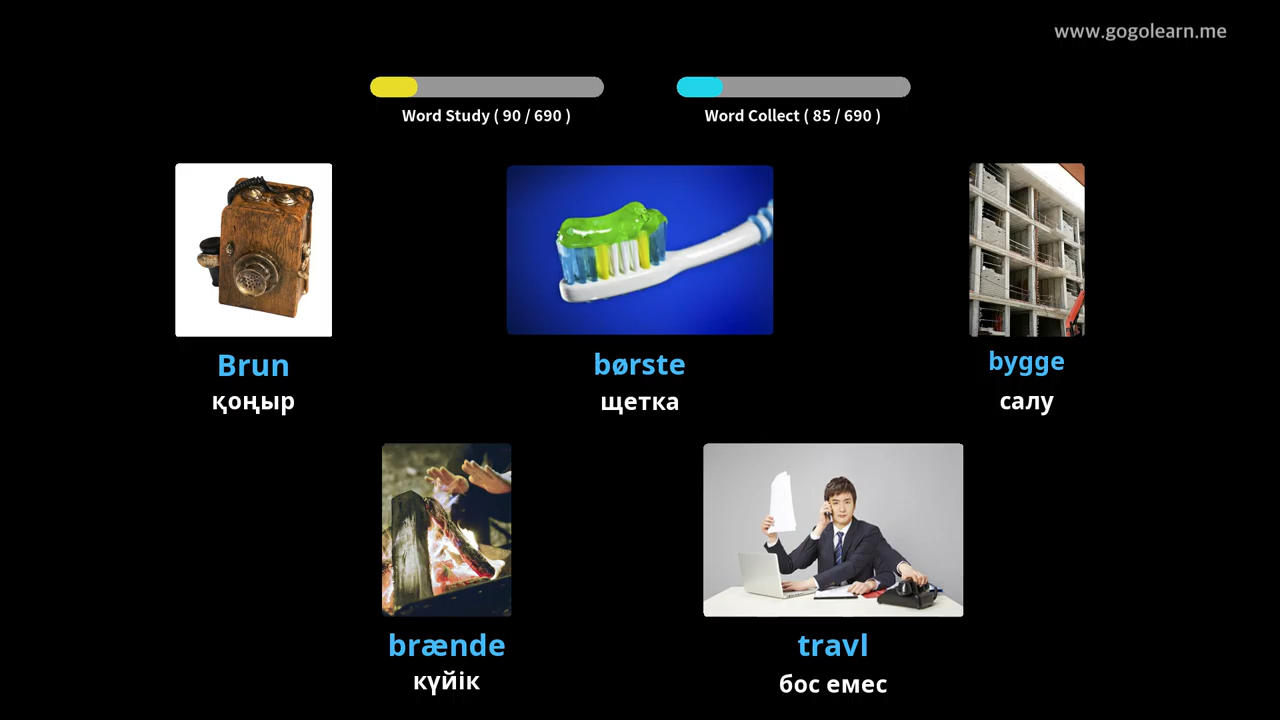 www.gogolearn.me
Word Study ( 90 / 690 )
Word Collect ( 85 / 690 )
Brun
қоңыр
børste
щетка
bygge
салу
brænde
күйік
travl
бос емес